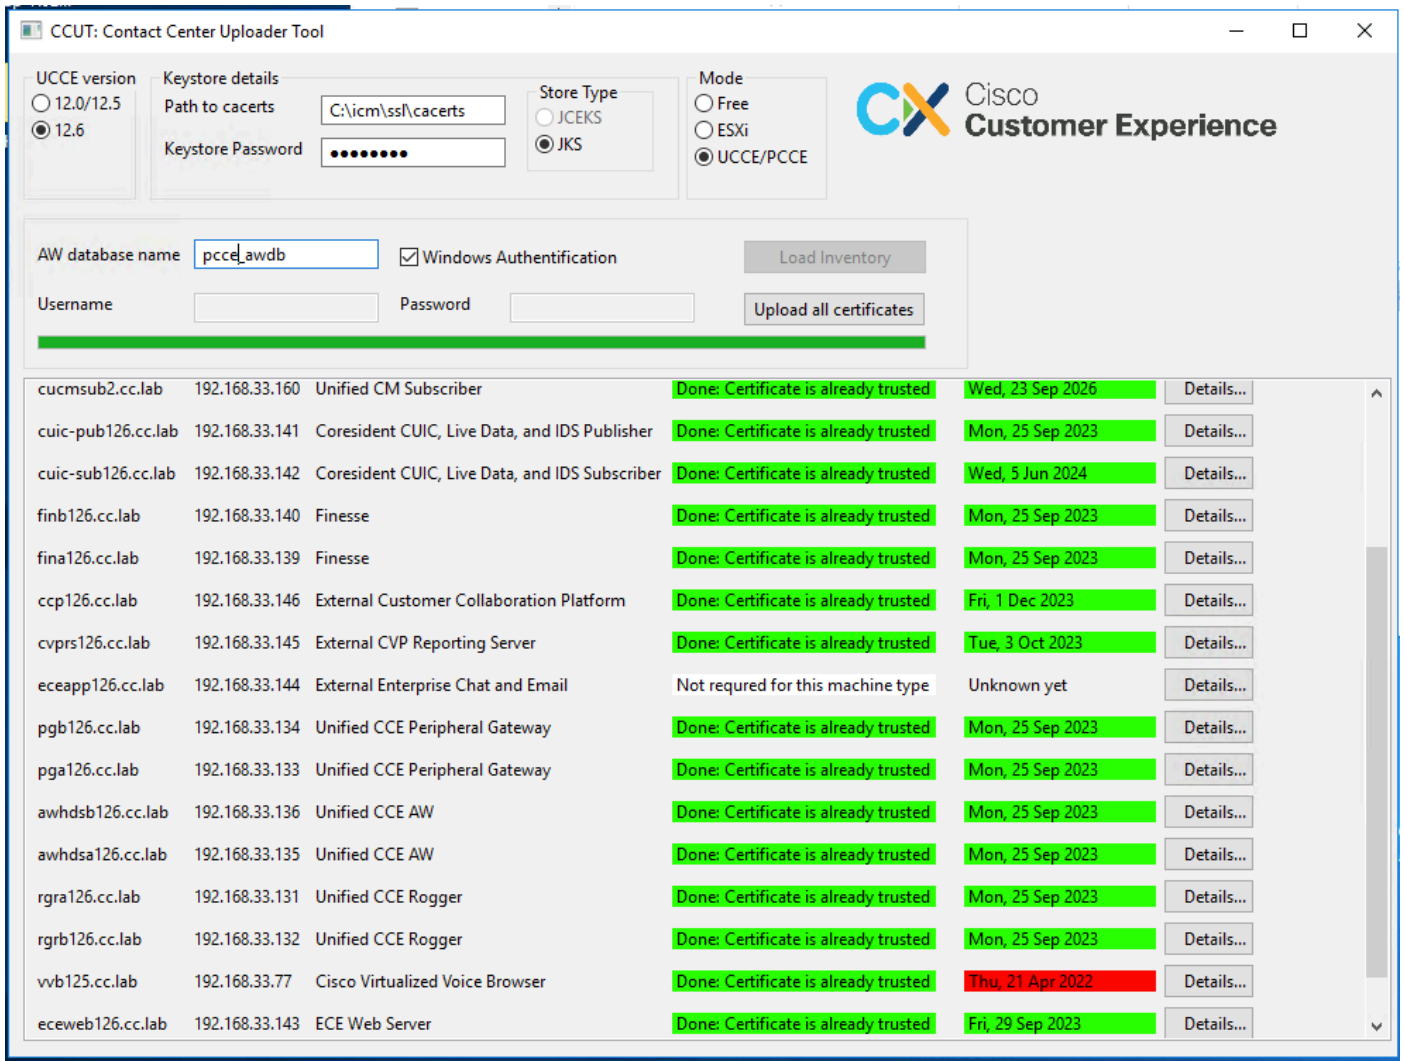 CCUT: Contact Center Uploader Tool
UCCE version
12.0/12.5
12.6
Keystore details
Path to cacerts
C:\icm\ssl\cacerts
Keystore Password
••••••••
Store Type
JCEKS
JKS
Mode
Free
ESXi
UCCE/PCCE
Cisco
Customer Experience
AW database name pcce_awdb Windows Authentification Load Inventory
Username Password Upload all certificates
cucmsub2.cc.lab 192.168.33.160 Unified CM Subscriber Done: Certificate is already trusted Wed, 23 Sep 2026 Details...
cuic-pub126.cc.lab 192.168.33.141 Coresident CUIC, Live Data, and IDS Publisher Done: Certificate is already trusted Mon, 25 Sep 2023 Details...
cuic-sub126.cc.lab 192.168.33.142 Coresident CUIC, Live Data, and IDS Subscriber Done: Certificate is already trusted Wed, 5 Jun 2024 Details...
finb126.cc.lab 192.168.33.140 Finesse Done: Certificate is already trusted Mon, 25 Sep 2023 Details...
fina126.cc.lab 192.168.33.139 Finesse Done: Certificate is already trusted Mon, 25 Sep 2023 Details...
ccp126.cc.lab 192.168.33.146 External Customer Collaboration Platform Done: Certificate is already trusted Fri, 1 Dec 2023 Details...
cvprs126.cc.lab 192.168.33.145 External CVP Reporting Server Done: Certificate is already trusted Tue, 3 Oct 2023 Details...
eceapp126.cc.lab 192.168.33.144 External Enterprise Chat and Email Not requred for this machine type Unknown yet Details...
pgb126.cc.lab 192.168.33.134 Unified CCE Peripheral Gateway Done: Certificate is already trusted Mon, 25 Sep 2023 Details...
pga126.cc.lab 192.168.33.133 Unified CCE Peripheral Gateway Done: Certificate is already trusted Mon, 25 Sep 2023 Details...
awhdsb126.cc.lab 192.168.33.136 Unified CCE AW Done: Certificate is already trusted Mon, 25 Sep 2023 Details...
awhdsa126.cc.lab 192.168.33.135 Unified CCE AW Done: Certificate is already trusted Mon, 25 Sep 2023 Details...
rgra126.cc.lab 192.168.33.131 Unified CCE Rogger Done: Certificate is already trusted Mon, 25 Sep 2023 Details...
rgrb126.cc.lab 192.168.33.132 Unified CCE Rogger Done: Certificate is already trusted Mon, 25 Sep 2023 Details...
vvb125.cc.lab 192.168.33.77 Cisco Virtualized Voice Browser Done: Certificate is already trusted Thu, 21 Apr 2022 Details...
eceweb126.cc.lab 192.168.33.143 ECE Web Server Done: Certificate is already trusted Fri, 29 Sep 2023 Details...